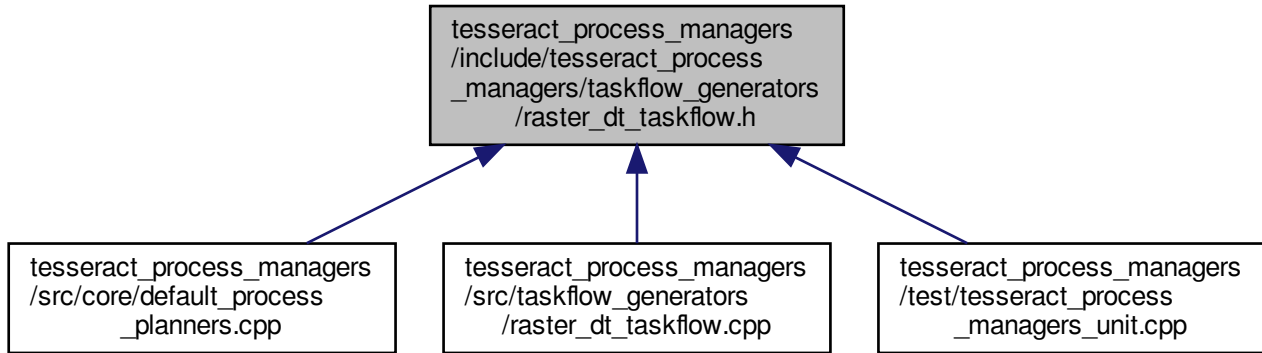 tesseract_process_managers
/include/tesseract_process
_managers/taskflow_generators
/raster_dt_taskflow.h
tesseract_process_managers
/src/core/default_process
_planners.cpp
tesseract_process_managers
/src/taskflow_generators
/raster_dt_taskflow.cpp
tesseract_process_managers
/test/tesseract_process
_managers_unit.cpp